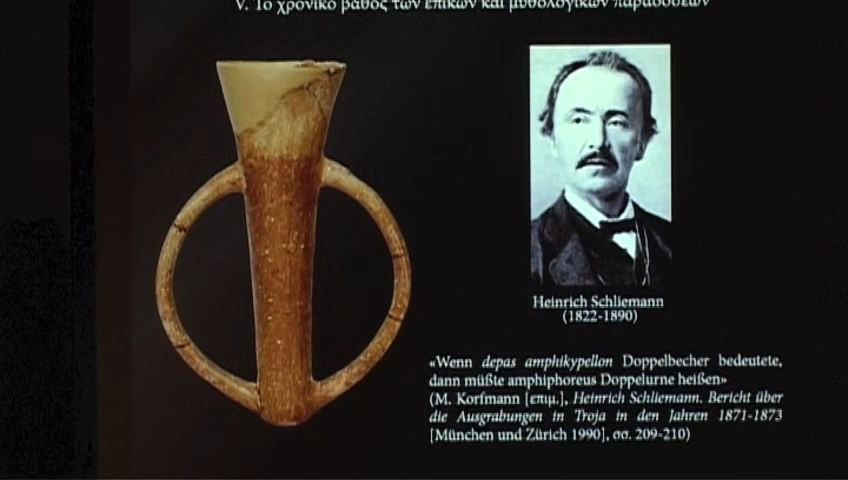 V. Το χρονικό βάθος των επικών και μυθολογικών παραδόσεων
Heinrich Schliemann
(1822-1890)
«Wenn depas amphikypellon Doppelbecher bedeutete,
dann müßte amphiphoreus Doppelurne heißen»
(M. Korfmann [επιμ.], Heinrich Schliemann. Bericht über
die Ausgrabungen in Troja in den Jahren 1871-1873
[München und Zürich 1990], σσ. 209-210)